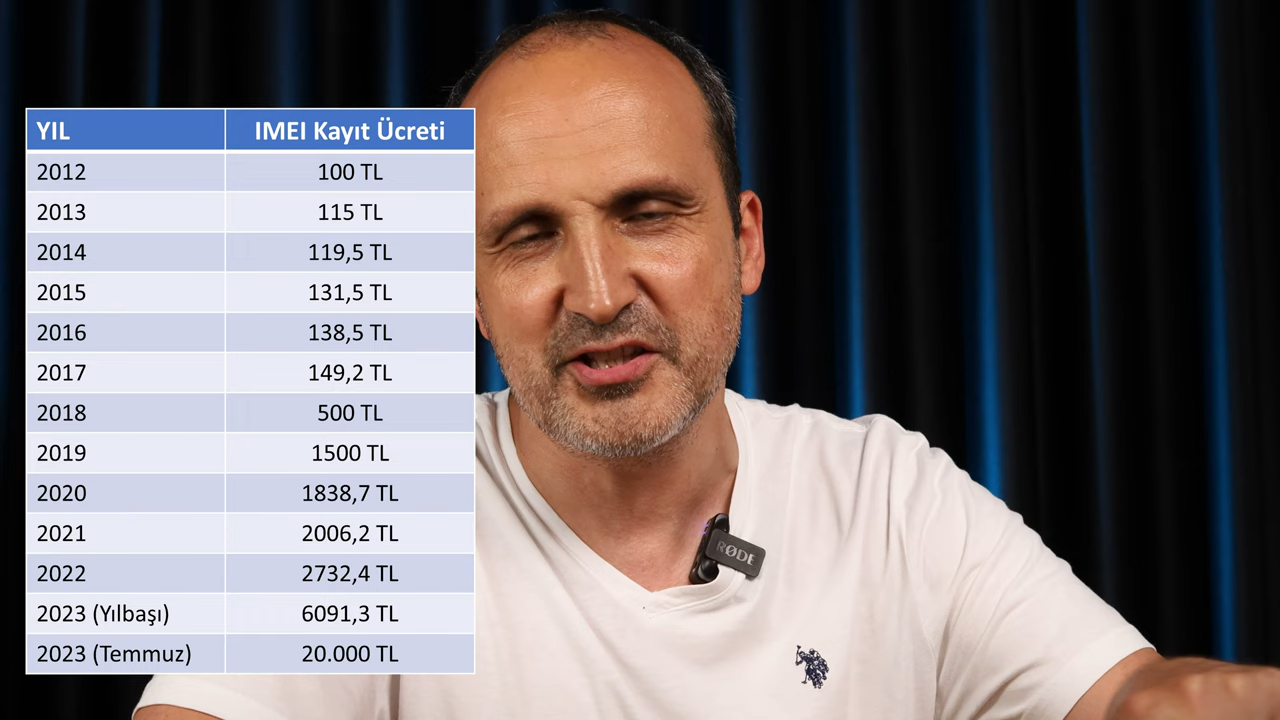 YIL IMEI Kayıt Ücreti
2012 100 TL
2013 115 TL
2014 119,5 TL
2015 131,5 TL
2016 138,5 TL
2017 149,2 TL
2018 500 TL
2019 1500 TL
2020 1838,7 TL
2021 2006,2 TL
2022 2732,4 TL
2023 (Yılbaşı) 6091,3 TL
2023 (Temmuz) 20.000 TL
RØDE